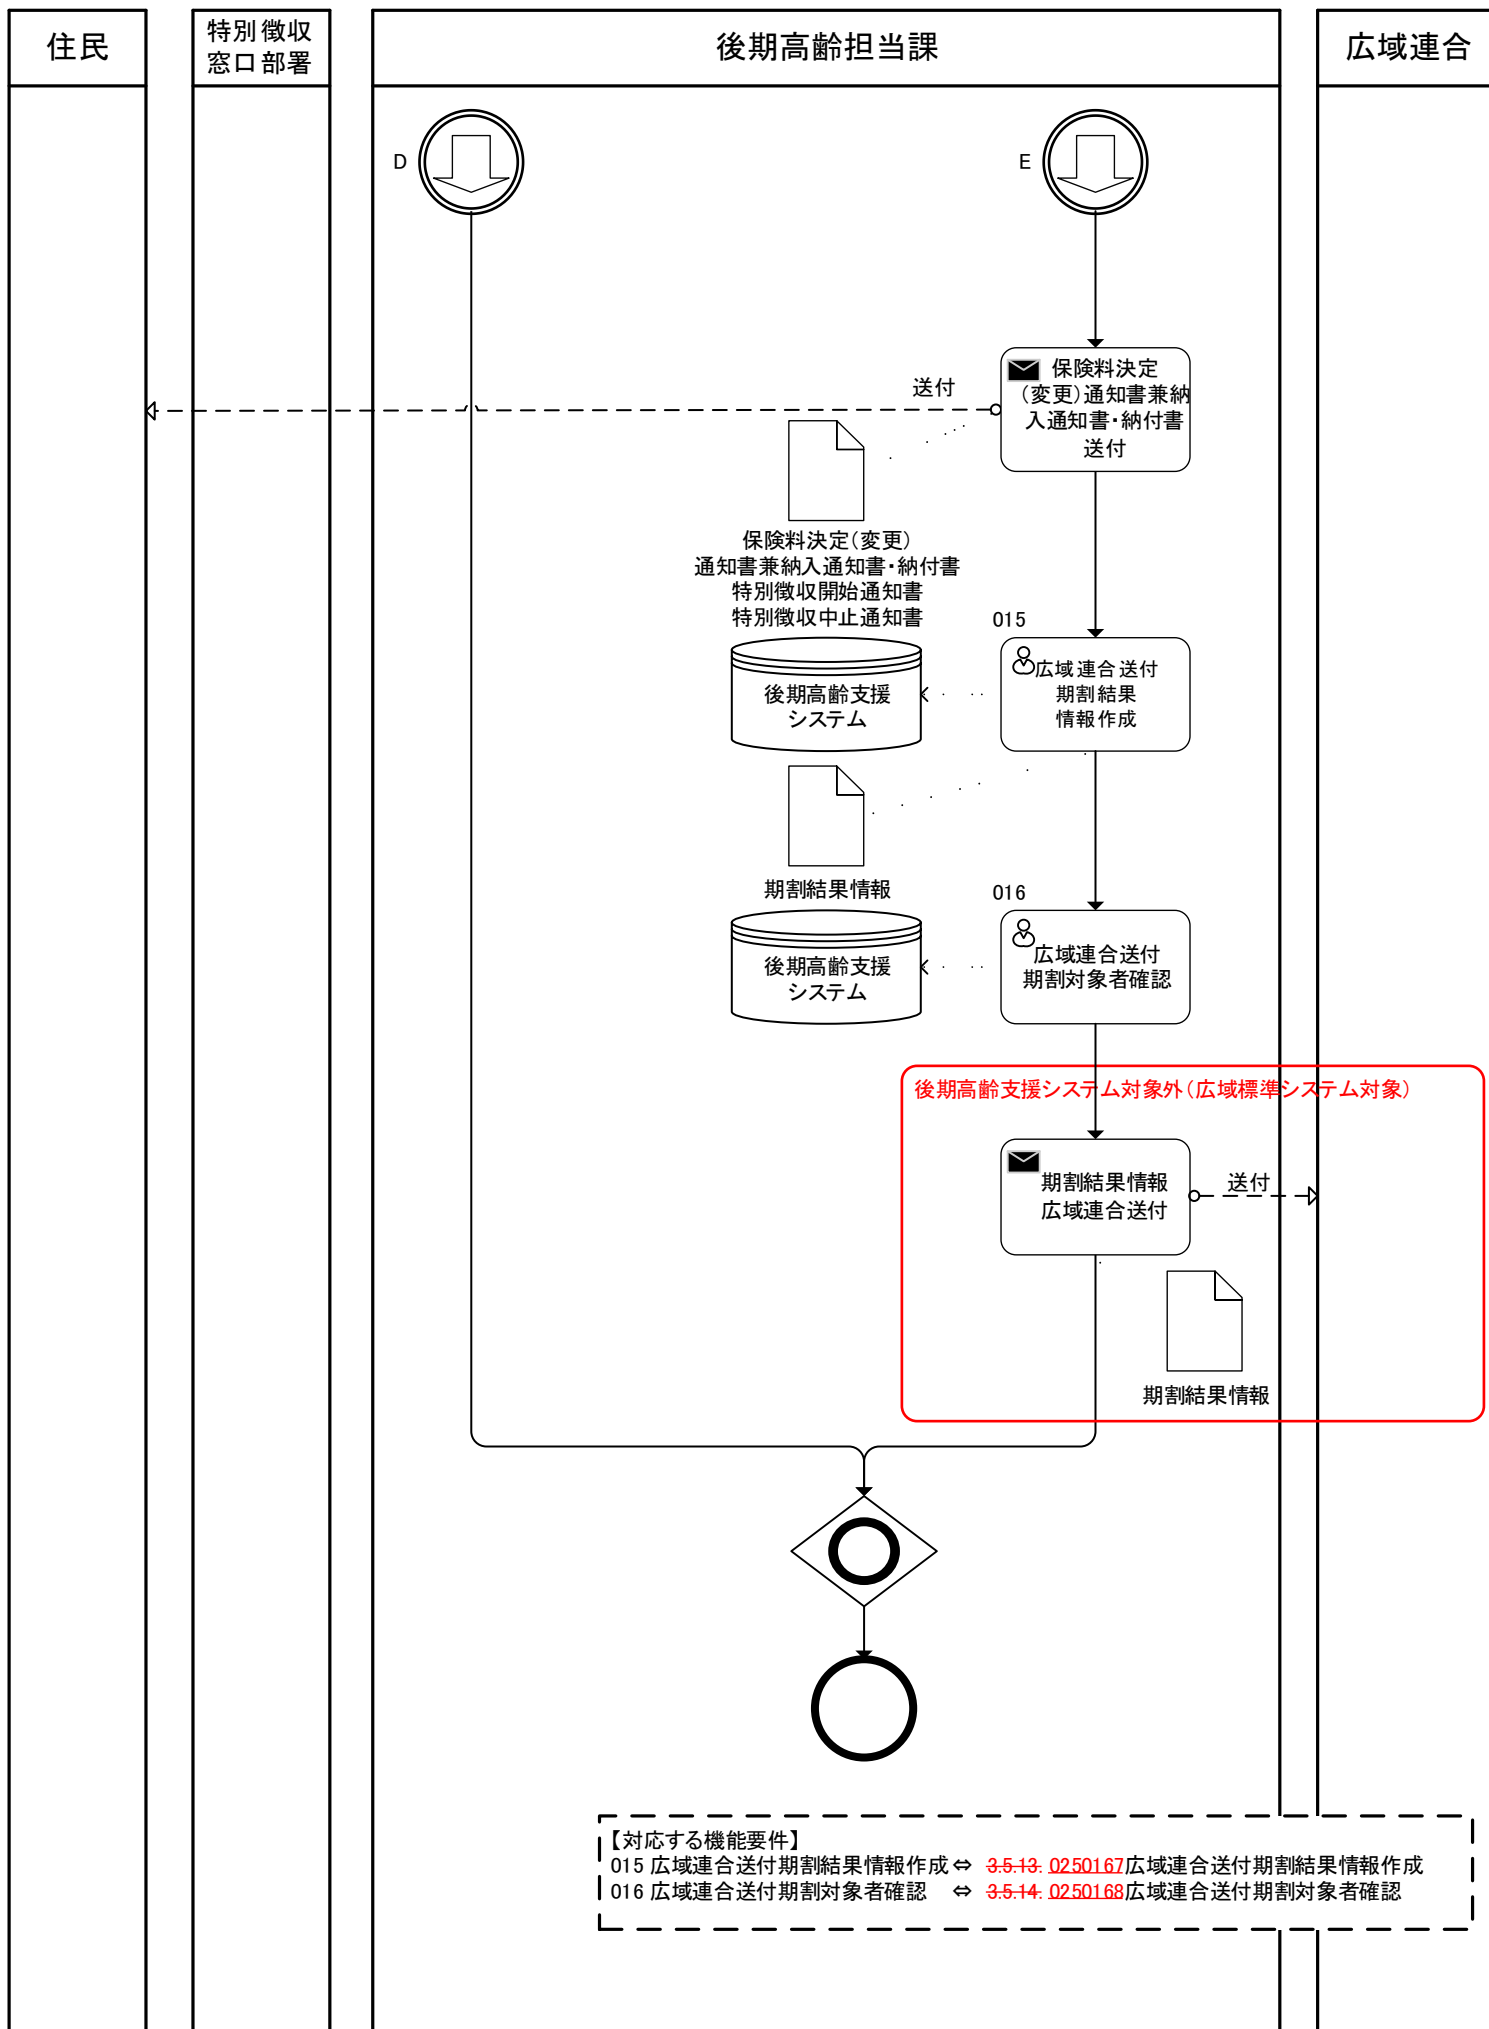 住民
特別徴収
窓口部署
後期高齢担当課
広域連合
D
E
保険料決定
（変更）通知書兼納
入通知書・納付書
送付
送付
保険料決定（変更）
通知書兼納入通知書・納付書
特別徴収開始通知書
特別徴収中止通知書
015
広域連合送付
期割結果
情報作成
後期高齢支援
システム
期割結果情報
016
広域連合送付
期割対象者確認
後期高齢支援
システム
後期高齢支援システム対象外（広域標準システム対象）
期割結果情報
広域連合送付
送付
期割結果情報
【対応する機能要件】
015 広域連合送付期割結果情報作成⇔ 3.5.13. 0250167広域連合送付期割結果情報作成
016 広域連合送付期割対象者確認 ⇔ 3.5.14. 0250168広域連合送付期割対象者確認